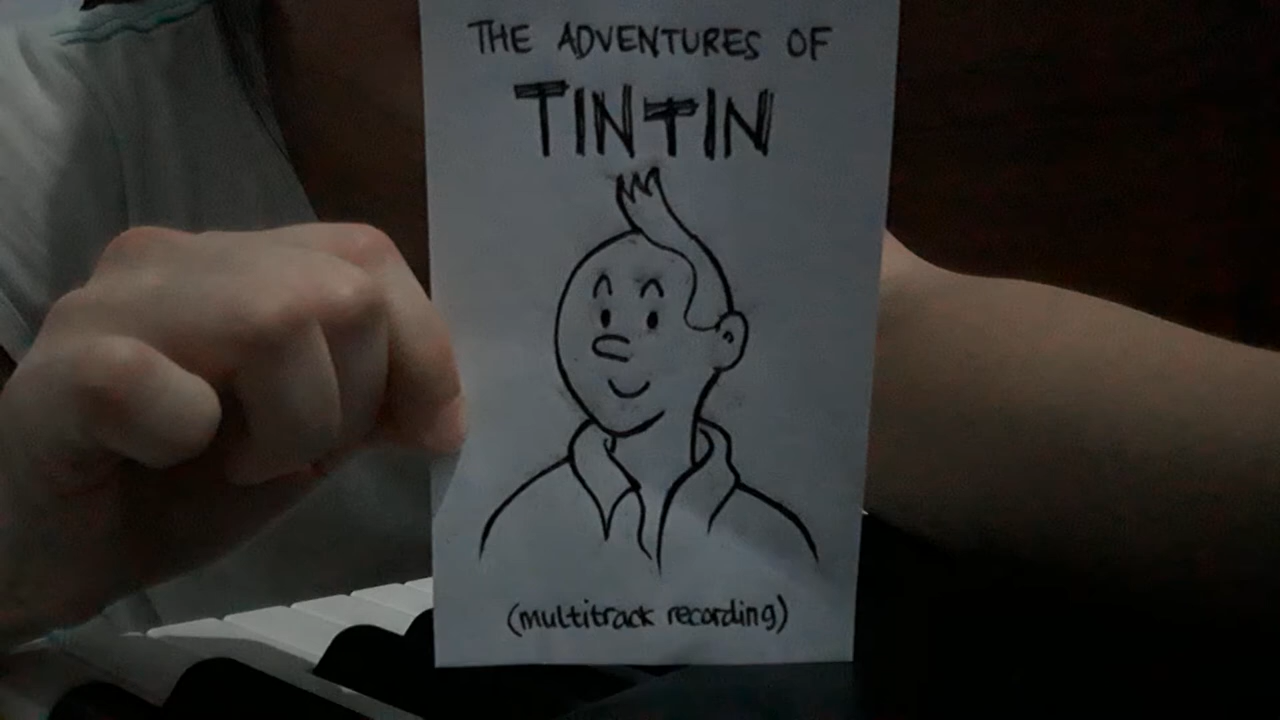 THE ADVENTURES OF
TINTIN
(multitrack recording)